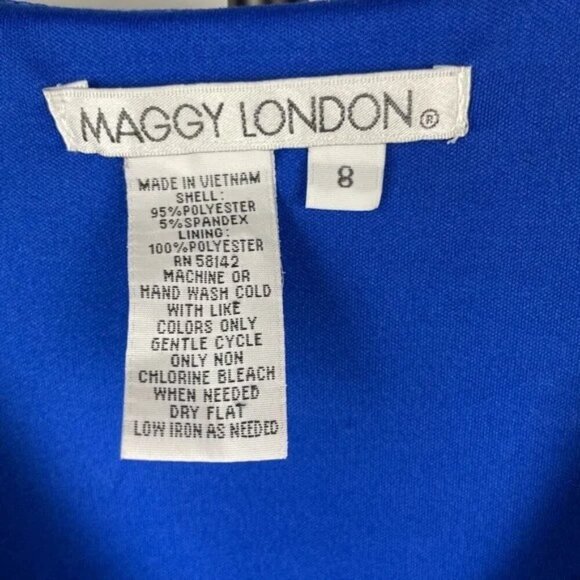 MAGGY LONDON®
8
MADE IN VIETNAM
SHELL:
95%POLYESTER
5%SPANDEX
LINING:
100%POLYESTER
RN 58142
MACHINE OR
HAND WASH COLD
WITH LIKE
COLORS ONLY
GENTLE CYCLE
ONLY NON
CHLORINE BLEACH
WHEN NEEDED
DRY FLAT
LOW IRON AS NEEDED